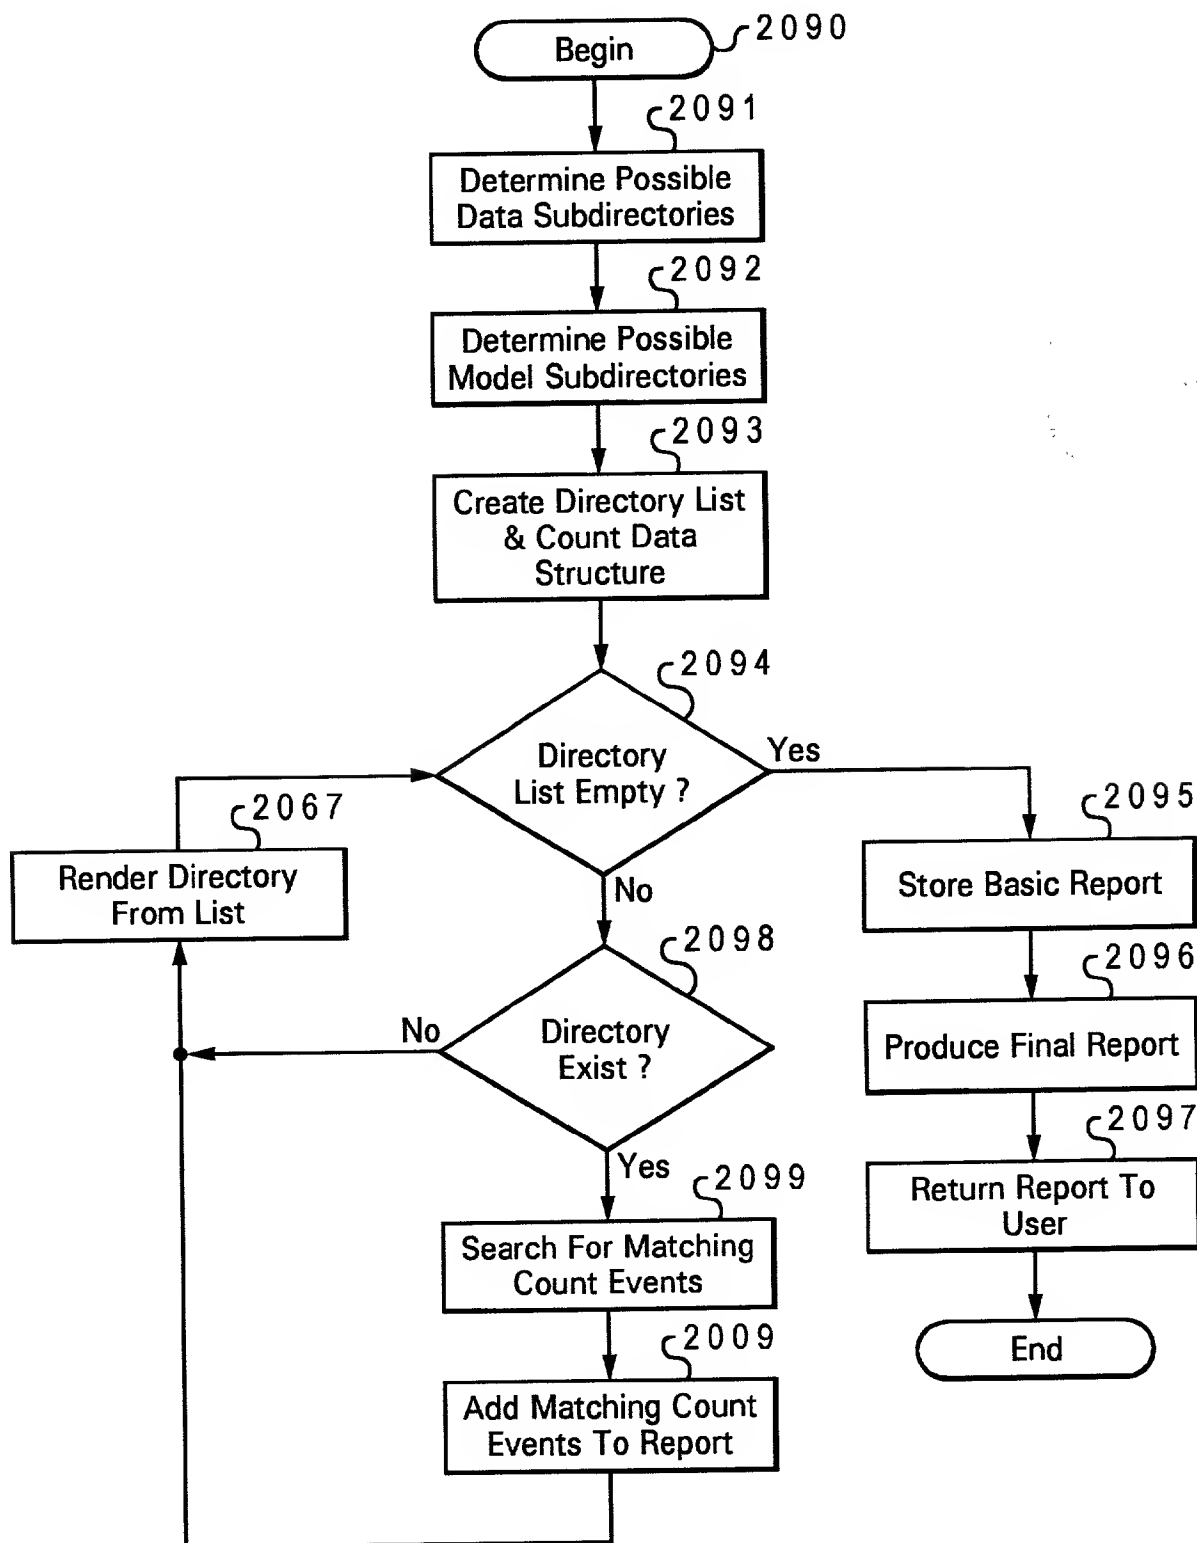 Begin
2090
2091
Determine Possible
Data Subdirectories
2092
Determine Possible
Model Subdirectories
2093
Create Directory List
& Count Data
Structure
2094
Directory
List Empty ?
Yes
No
2067
Render Directory
From List
2095
Store Basic Report
2098
Directory
Exist ?
No
Yes
2096
Produce Final Report
2097
Return Report To
User
End
2099
Search For Matching
Count Events
2009
Add Matching Count
Events To Report